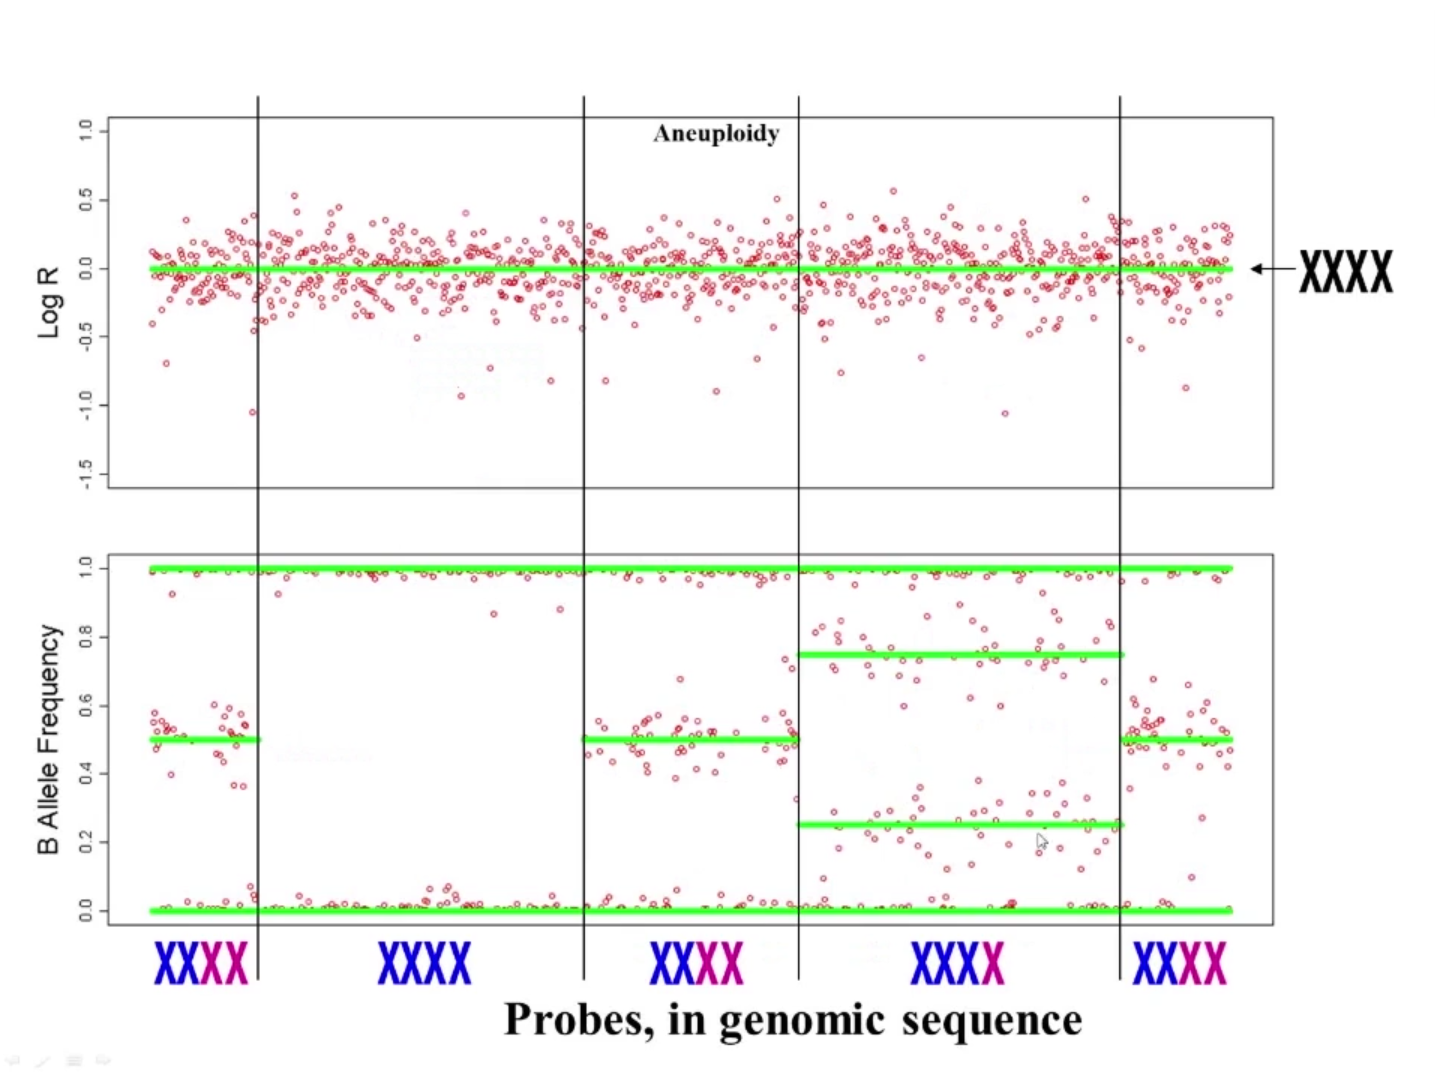 Aneuploidy
1.0
0.5
0.0
-0.5
-1.0
-1.5
Log R
XXXX
1.0
0.8
0.6
0.4
0.2
0.0
B Allele Frequency
XXXX XXXX XXXX XXXX XXXX
Probes, in genomic sequence